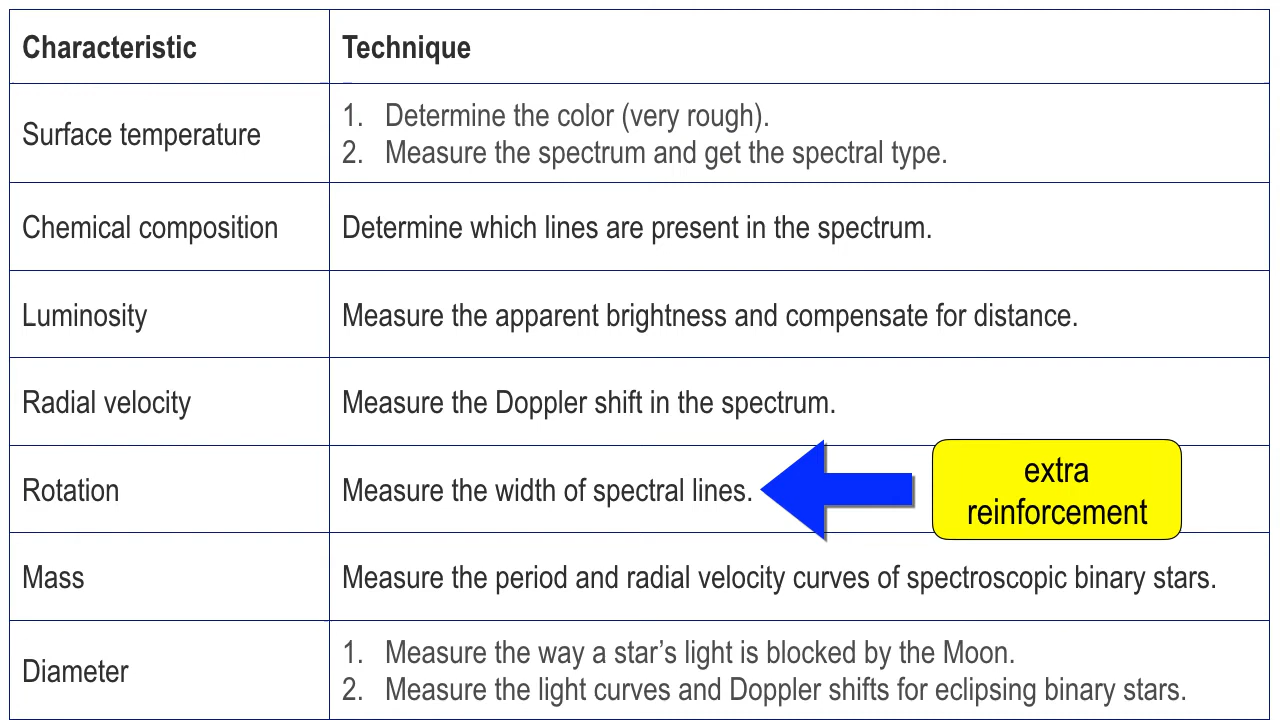 Characteristic
Technique
Surface temperature
1. Determine the color (very rough).
2. Measure the spectrum and get the spectral type.
Chemical composition
Determine which lines are present in the spectrum.
Luminosity
Measure the apparent brightness and compensate for distance.
Radial velocity
Measure the Doppler shift in the spectrum.
Rotation
Measure the width of spectral lines.
extra
reinforcement
Mass
Measure the period and radial velocity curves of spectroscopic binary stars.
Diameter
1. Measure the way a star’s light is blocked by the Moon.
2. Measure the light curves and Doppler shifts for eclipsing binary stars.